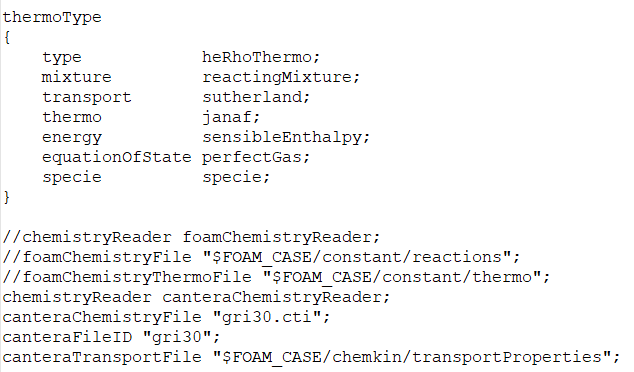 thermoType
{
    type            heRhoThermo;
    mixture         reactingMixture;
    transport       sutherland;
    thermo          janaf;
    energy          sensibleEnthalpy;
    equationOfState perfectGas;
    specie          specie;
}

//chemistryReader foamChemistryReader;
//foamChemistryFile "$FOAM_CASE/constant/reactions";
//foamChemistryThermoFile "$FOAM_CASE/constant/thermo";
chemistryReader canteraChemistryReader;
canteraChemistryFile "gri30.cti";
canteraFileID "gri30";
canteraTransportFile "$FOAM_CASE/chemkin/transportProperties";